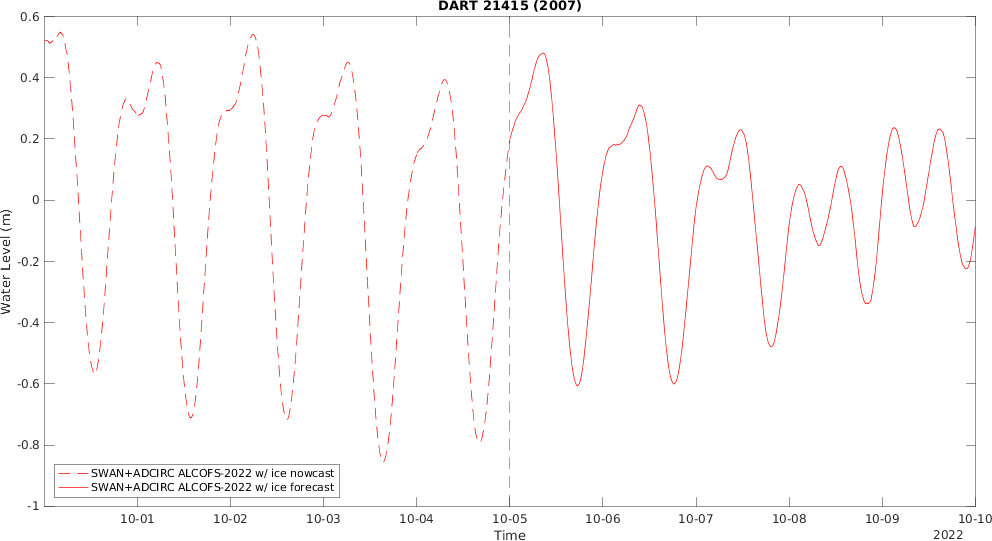 DART 21415 (2007)
0.6
0.4
0.2
0
-0.2
-0.4
-0.6
-0.8
-1
Water Level (m)
SWAN+ADCIRC ALCOFS-2022 w/ ice nowcast
SWAN+ADCIRC ALCOFS-2022 w/ ice forecast
10-01 10-02 10-03 10-04 10-05 10-06 10-07 10-08 10-09 10-10
Time
2022